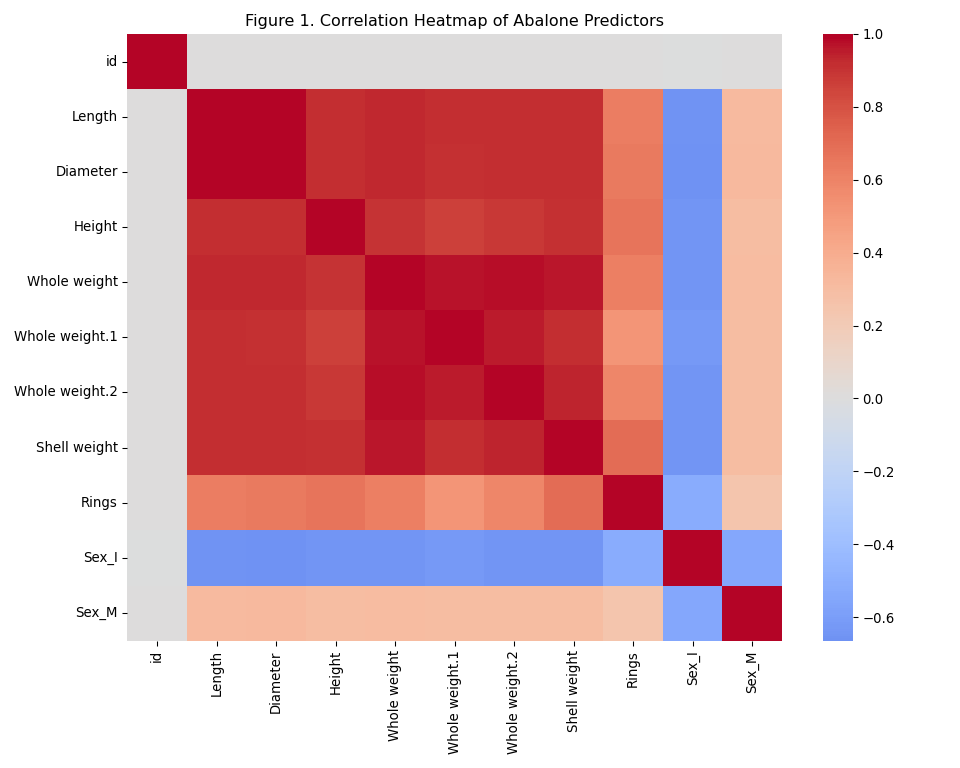 Figure 1. Correlation Heatmap of Abalone Predictors
id
Length
Diameter
Height
Whole weight
Whole weight.1
Whole weight.2
Shell weight
Rings
Sex_I
Sex_M
id
Length
Diameter
Height
Whole weight
Whole weight.1
Whole weight.2
Shell weight
Rings
Sex_I
Sex_M
1.0
0.8
0.6
0.4
0.2
0.0
−0.2
−0.4
−0.6